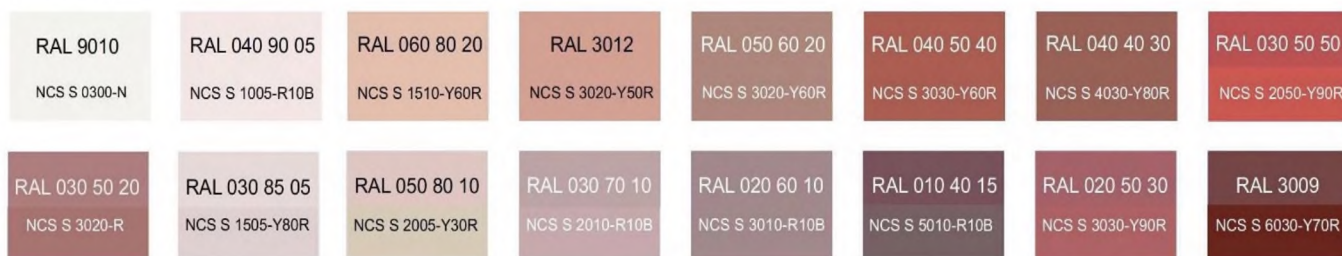 RAL 9010
NCS S 0300-N
RAL 040 90 05
NCS S 1005-R10B
RAL 060 80 20
NCS S 1510-Y60R
RAL 3012
NCS S 3020-Y50R
RAL 050 60 20
NCS S 3020-Y60R
RAL 040 50 40
NCS S 3030-Y60R
RAL 040 40 30
NCS S 4030-Y80R
RAL 030 50 50
NCS S 2050-Y90R
RAL 030 50 20
NCS S 3020-R
RAL 030 85 05
NCS S 1505-Y80R
RAL 050 80 10
NCS S 2005-Y30R
RAL 030 70 10
NCS S 2010-R10B
RAL 020 60 10
NCS S 3010-R10B
RAL 010 40 15
NCS S 5010-R10B
RAL 020 50 30
NCS S 3030-Y90R
RAL 3009
NCS S 6030-Y70R